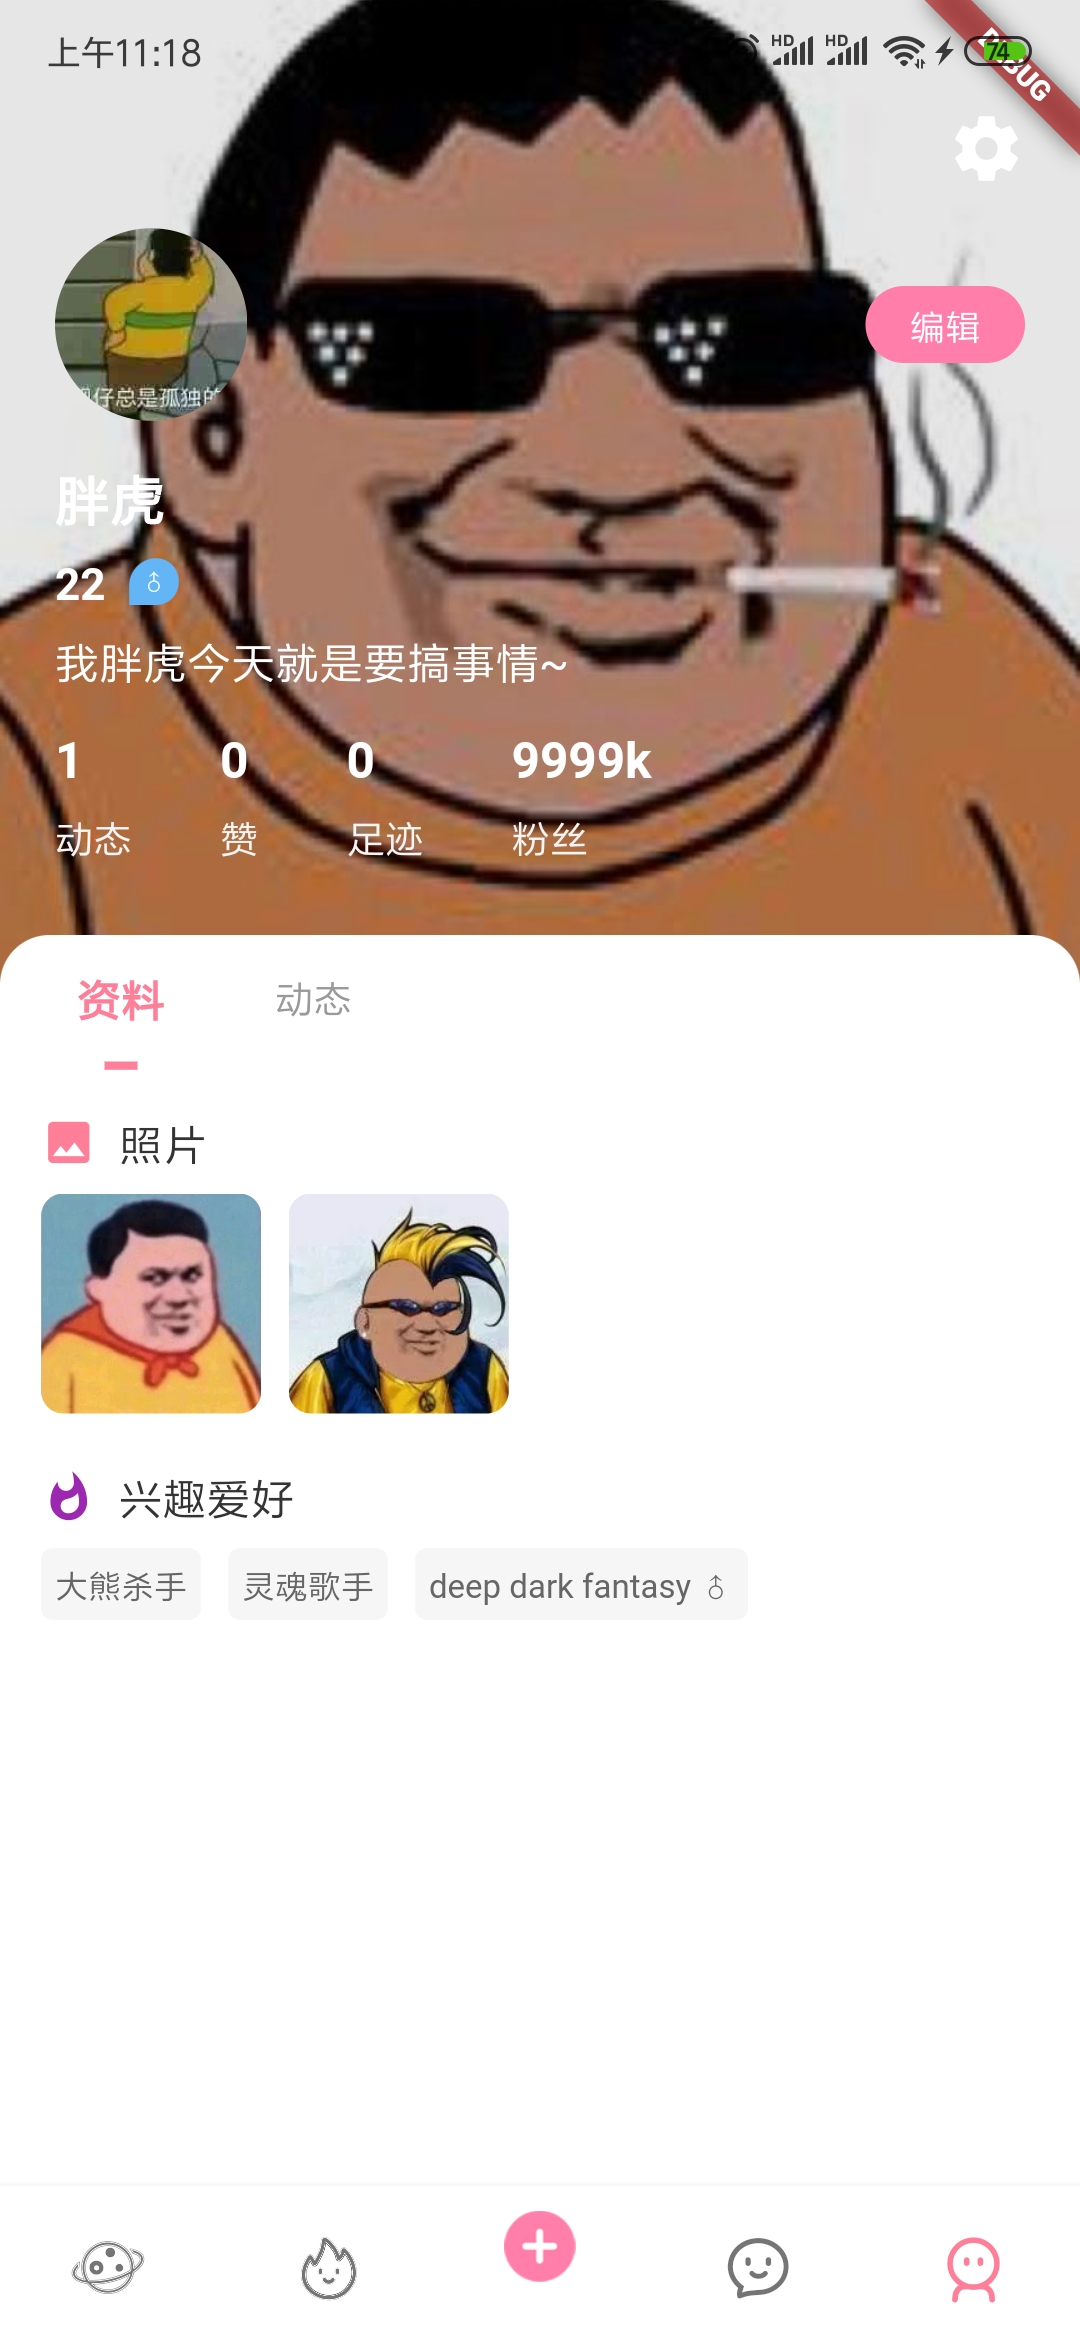 上午11:18
HD HD 74
DEBUG
仔总是孤独的
编辑
胖虎
22 ♂
我胖虎今天就是要搞事情~
1 0 0 9999k
动态 赞 足迹 粉丝
资料 动态
照片
兴趣爱好
大熊杀手 灵魂歌手 deep dark fantasy ♂